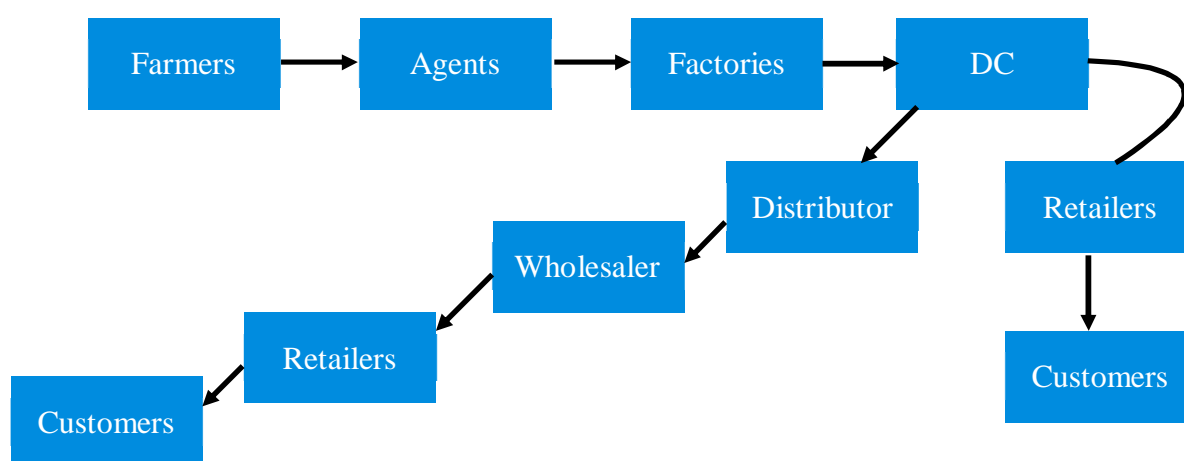 Farmers
Agents
Factories
DC
Distributor
Retailers
Wholesaler
Retailers
Customers
Customers